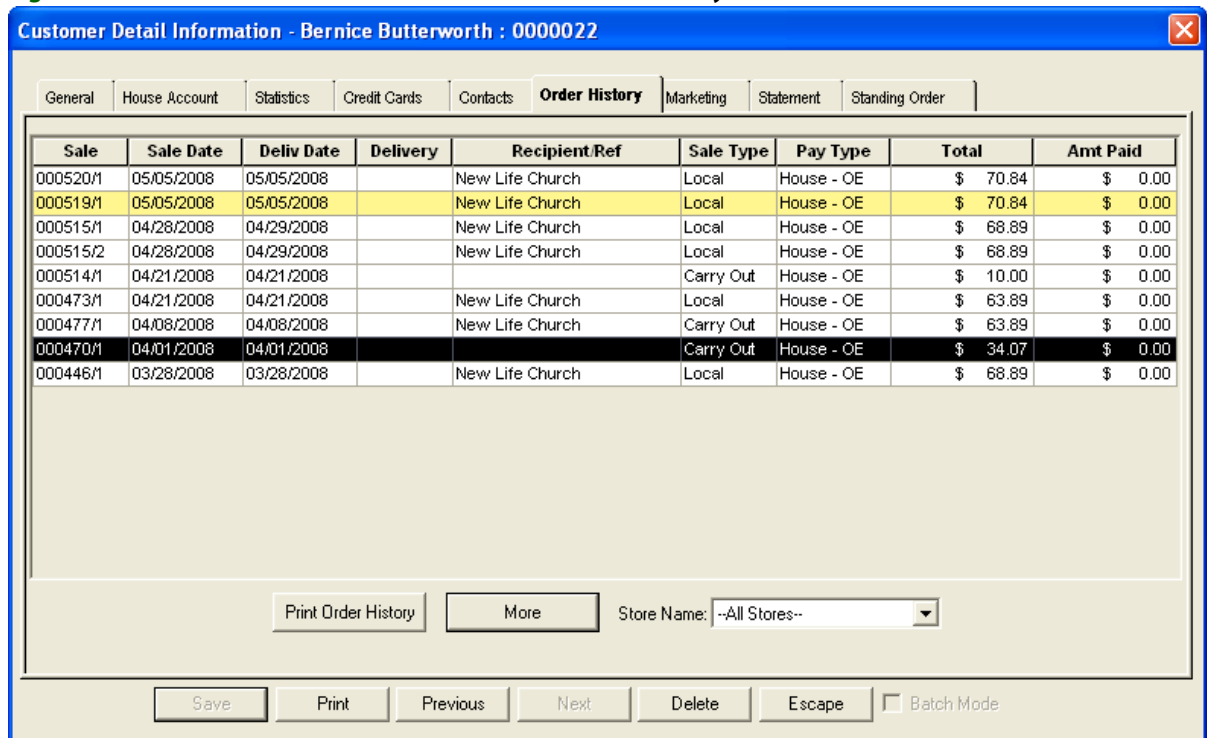 Customer Detail Information - Bernice Butterworth : 0000022
General House Account Statistics Credit Cards Contacts Order History Marketing Statement Standing Order
Sale Sale Date Deliv Date Delivery Recipient/Ref Sale Type Pay Type Total Amt Paid
000520/1 05/05/2008 05/05/2008 New Life Church Local House - OE $ 70.84 $ 0.00
000519/1 05/05/2008 05/05/2008 New Life Church Local House - OE $ 70.84 $ 0.00
000515/1 04/28/2008 04/29/2008 New Life Church Local House - OE $ 68.89 $ 0.00
000515/2 04/28/2008 04/29/2008 New Life Church Local House - OE $ 68.89 $ 0.00
000514/1 04/21/2008 04/21/2008 Carry Out House - OE $ 10.00 $ 0.00
000473/1 04/21/2008 04/21/2008 New Life Church Local House - OE $ 63.89 $ 0.00
000477/1 04/08/2008 04/08/2008 New Life Church Carry Out House - OE $ 63.89 $ 0.00
000470/1 04/01/2008 04/01/2008 Carry Out House - OE $ 34.07 $ 0.00
000446/1 03/28/2008 03/28/2008 New Life Church Local House - OE $ 68.89 $ 0.00
Print Order History More Store Name: --All Stores--
Save Print Previous Next Delete Escape Batch Mode